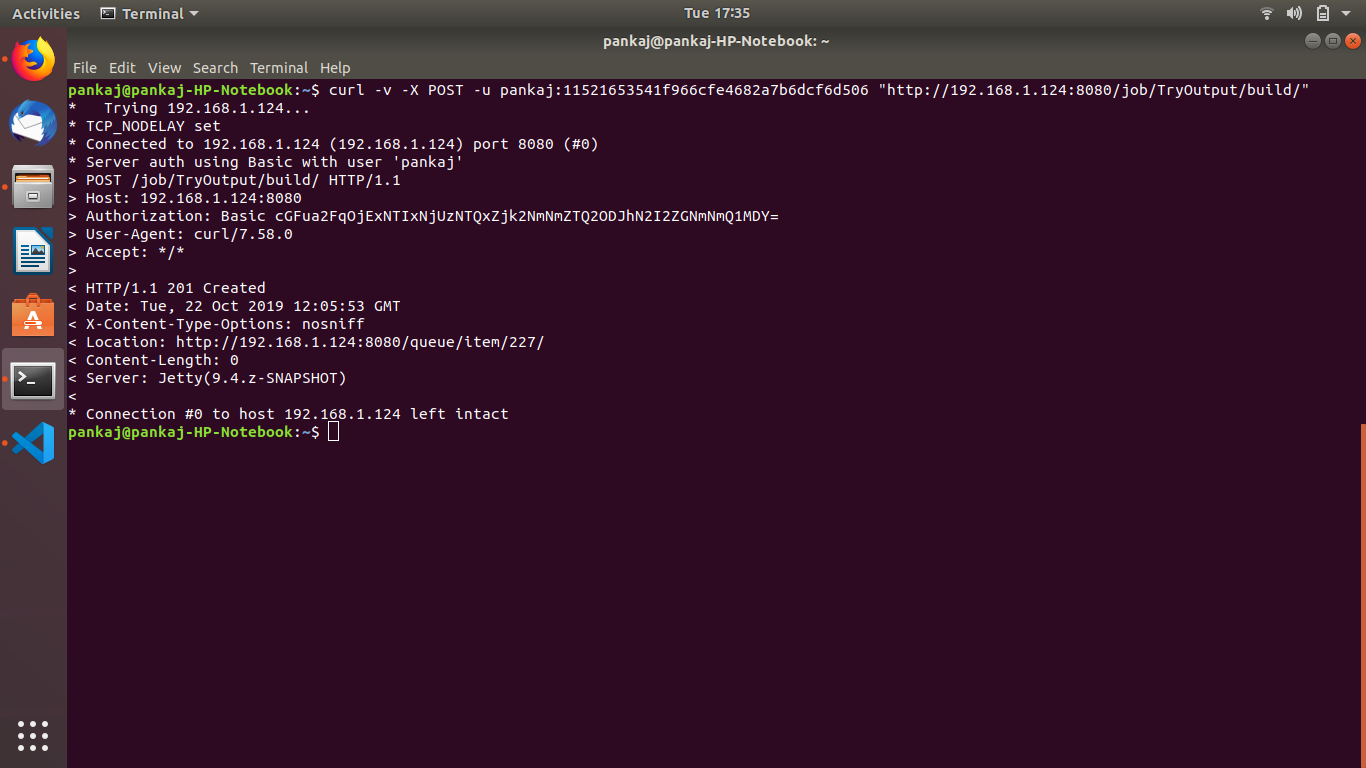 Activities Terminal Tue 17:35
pankaj@pankaj-HP-Notebook: ~
File Edit View Search Terminal Help
pankaj@pankaj-HP-Notebook:~$ curl -v -X POST -u pankaj:11521653541f966cfe4682a7b6dcf6d506 "http://192.168.1.124:8080/job/TryOutput/build/"
*   Trying 192.168.1.124...
* TCP_NODELAY set
* Connected to 192.168.1.124 (192.168.1.124) port 8080 (#0)
* Server auth using Basic with user 'pankaj'
> POST /job/TryOutput/build/ HTTP/1.1
> Host: 192.168.1.124:8080
> Authorization: Basic cGFua2FqOjExNTIxNjUzNTQxZjk2NmNmZTQ2ODJhN2I2ZGNmNmQ1MDY=
> User-Agent: curl/7.58.0
> Accept: */*
>
< HTTP/1.1 201 Created
< Date: Tue, 22 Oct 2019 12:05:53 GMT
< X-Content-Type-Options: nosniff
< Location: http://192.168.1.124:8080/queue/item/227/
< Content-Length: 0
< Server: Jetty(9.4.z-SNAPSHOT)
<
* Connection #0 to host 192.168.1.124 left intact
pankaj@pankaj-HP-Notebook:~$